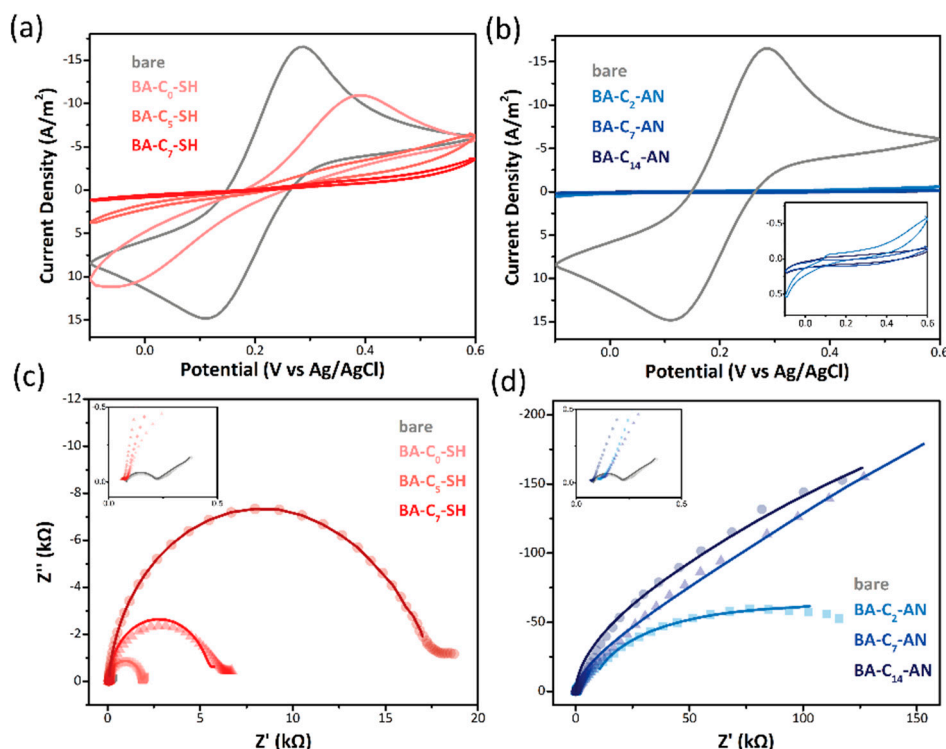 (a)
bare
BA-C₀-SH
BA-C₅-SH
BA-C₇-SH
Current Density (A/m²)
-15
-10
-5
0
5
10
15
0.0
0.2
0.4
0.6
Potential (V vs Ag/AgCl)
(b)
bare
BA-C₂-AN
BA-C₇-AN
BA-C₁₄-AN
Current Density (A/m²)
-15
-10
-5
0
5
10
15
0.0
0.2
0.4
0.6
Potential (V vs Ag/AgCl)
-0.5
0.0
0.5
0.0
0.2
0.4
0.6
(c)
bare
BA-C₀-SH
BA-C₅-SH
BA-C₇-SH
Z'' (kΩ)
-12
-10
-8
-6
-4
-2
0
0
5
10
15
20
Z' (kΩ)
-0.5
0.0
0.0
0.5
(d)
bare
BA-C₂-AN
BA-C₇-AN
BA-C₁₄-AN
-200
-150
-100
-50
0
0
50
100
150
Z' (kΩ)
0.0
0.5